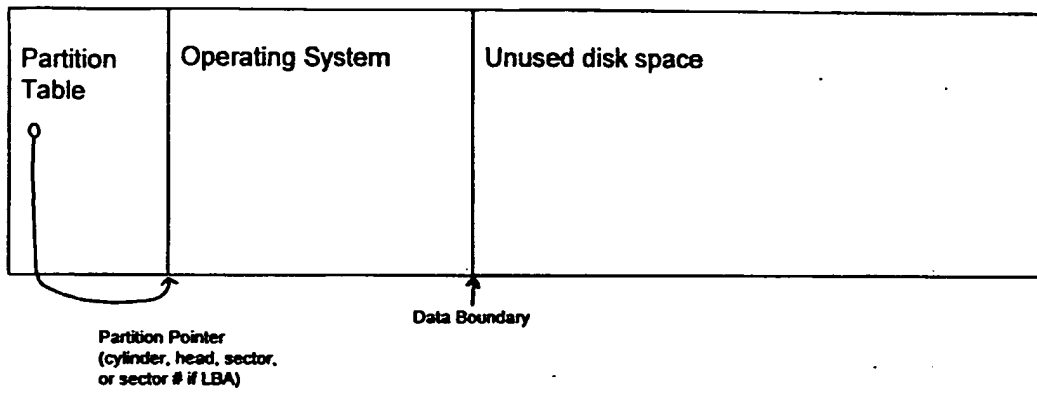 Partition
Table
Operating System
Unused disk space
Data Boundary
Partition Pointer
(cylinder, head, sector,
or sector # if LBA)